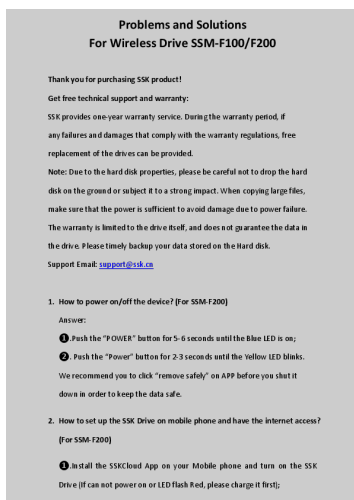 Problems and Solutions
For Wireless Drive SSM-F100/F200
Thank you for purchasing SSK product!
Get free technical support and warranty:
SSK provides one-year warranty service. During the warranty period, if
any failures and damages that comply with the warranty regulations, free
replacement of the drives can be provided.
Note: Due to the hard disk properties, please be careful not to drop the hard
disk on the ground or subject it to a strong impact. When copying large files,
make sure that the power is sufficient to avoid damage due to power failure.
The warranty is limited to the drive itself, and does not guarantee the data in
the drive. Please timely backup your data stored on the Hard disk.
Support Email: support@ssk.cn
1. How to power on/off the device? (For SSM-F200)
Answer:
❶.Push the "POWER" button for 5-6 seconds until the Blue LED is on;
❷. Push the "Power" button for 2-3 seconds until the Yellow LED blinks.
We recommend you to click "remove safely" on APP before you shut it
down in order to keep the data safe.
2. How to set up the SSK Drive on mobile phone and have the internet access?
(For SSM-F200)
❶.Install the SSKCloud App on your Mobile phone and turn on the SSK
Drive (If can not power on or LED flash Red, please charge it first);